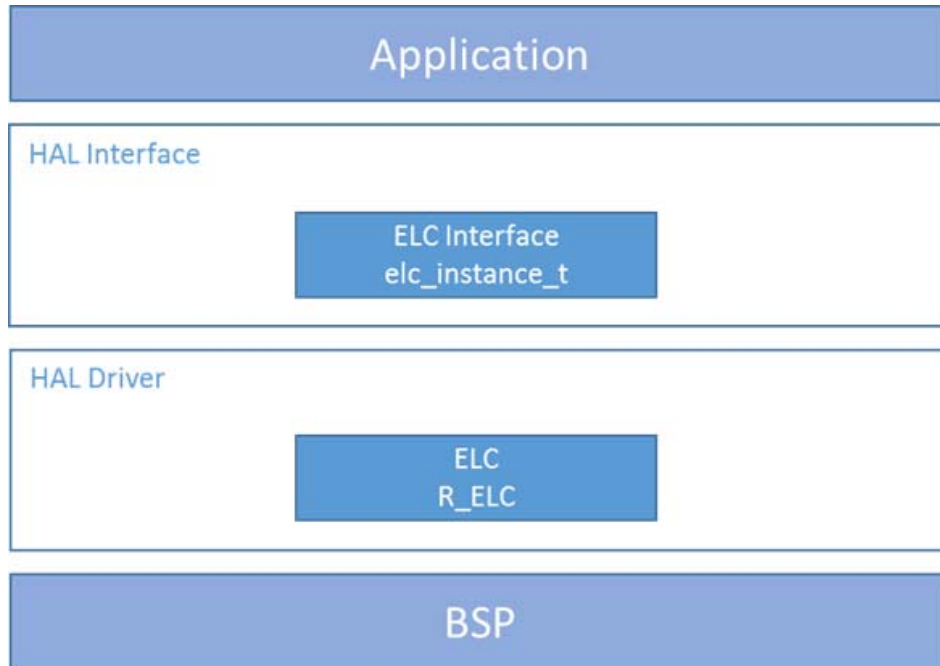 Application
HAL Interface
ELC Interface
elc_instance_t
HAL Driver
ELC
R_ELC
BSP